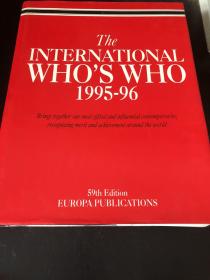 The
INTERNATIONAL
WHO'S WHO
1995-96
Brings together our most gifted and influential contemporaries,
recognizing merit and achievement around the world
59th Edition
EUROPA PUBLICATIONS